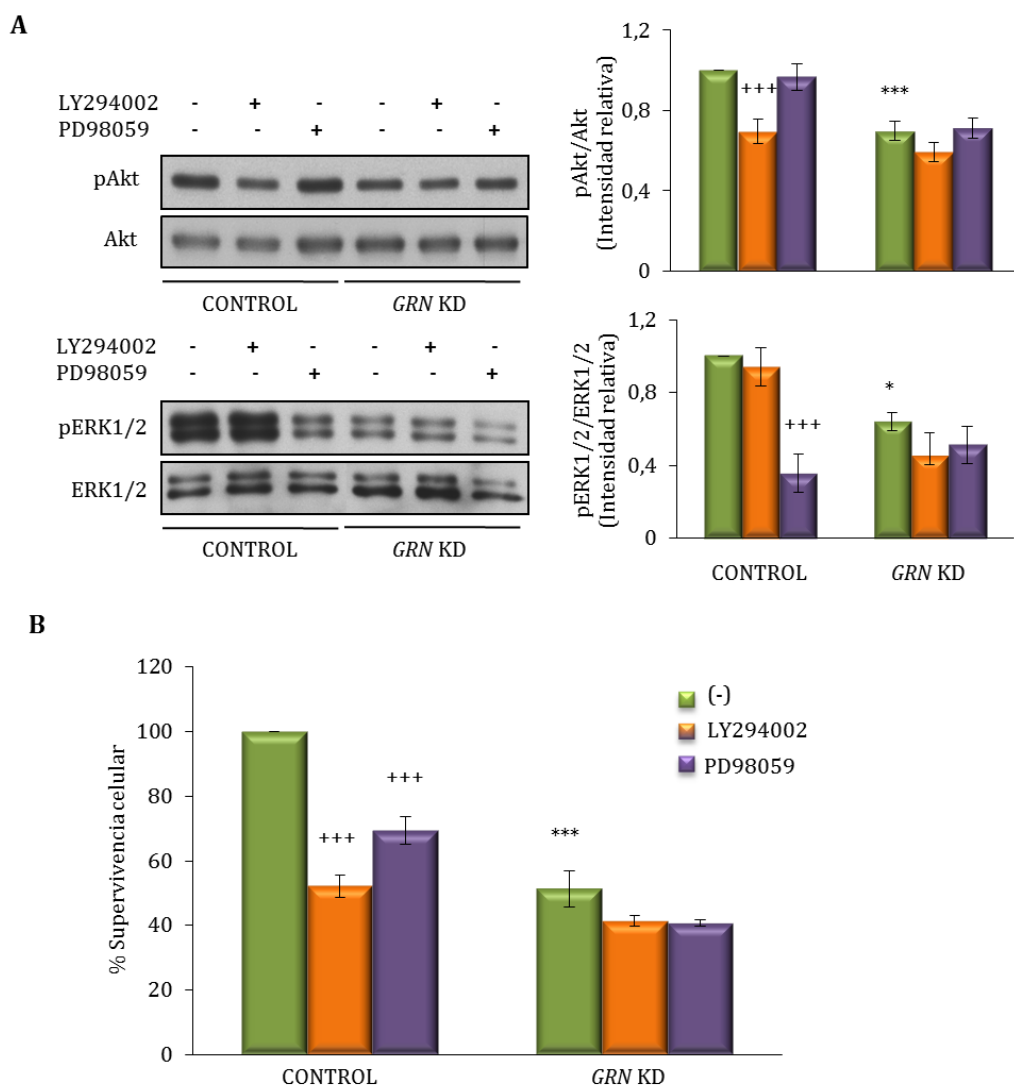 A
LY294002 - + - - + -
PD98059 - - + - - +
pAkt
Akt
CONTROL GRN KD
pAkt/Akt
(Intensidad relativa)
1,2
0,8
0,4
0
+++
***
LY294002 - + - - + -
PD98059 - - + - - +
pERK1/2
ERK1/2
CONTROL GRN KD
pERK1/2/ERK1/2
(Intensidad relativa)
1,2
0,8
0,4
0
+++
*
CONTROL GRN KD
B
% Supervivencia celular
120
100
80
60
40
20
0
+++
+++
***
CONTROL GRN KD
(-)
LY294002
PD98059